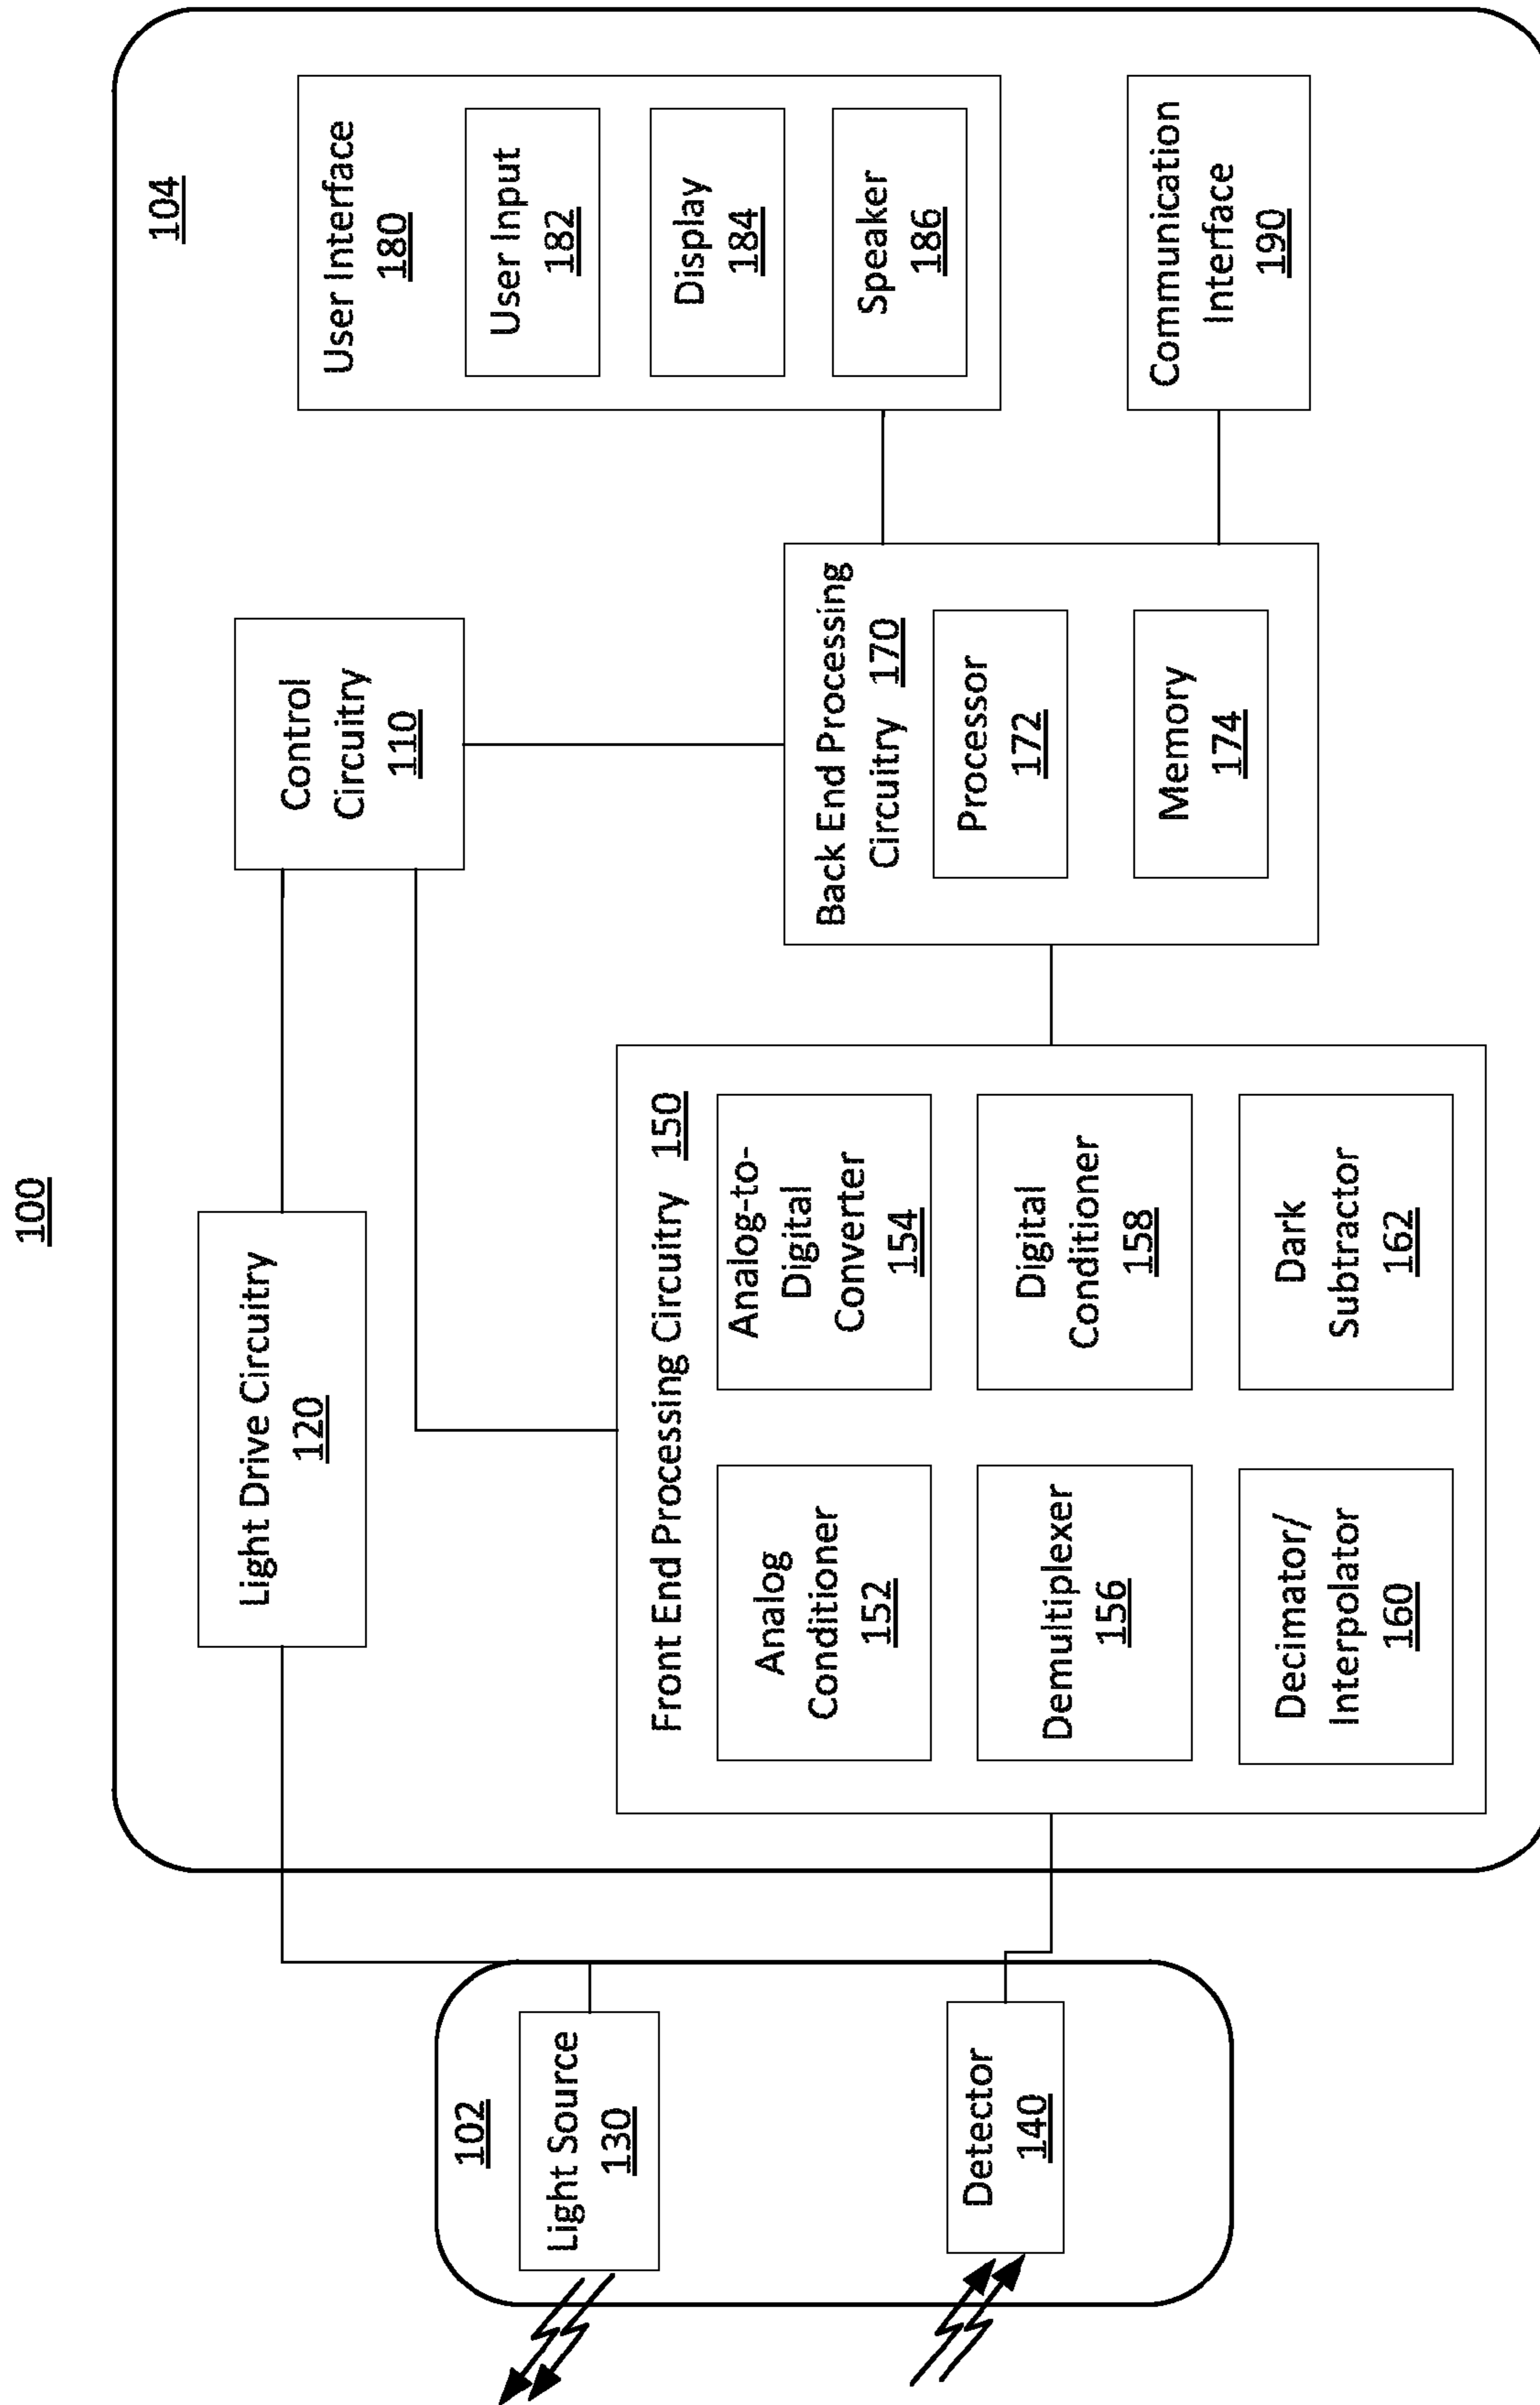 100
104
102
Light Source
130
Detector
140
Light Drive Circuitry
120
Control
Circuitry
110
Front End Processing Circuitry 150
Analog
Conditioner
152
Analog-to-
Digital
Converter
154
Demultiplexer
156
Digital
Conditioner
158
Decimator/
Interpolator
160
Dark
Subtractor
162
Back End Processing
Circuitry 170
Processor
172
Memory
174
User Interface
180
User Input
182
Display
184
Speaker
186
Communication
Interface
190